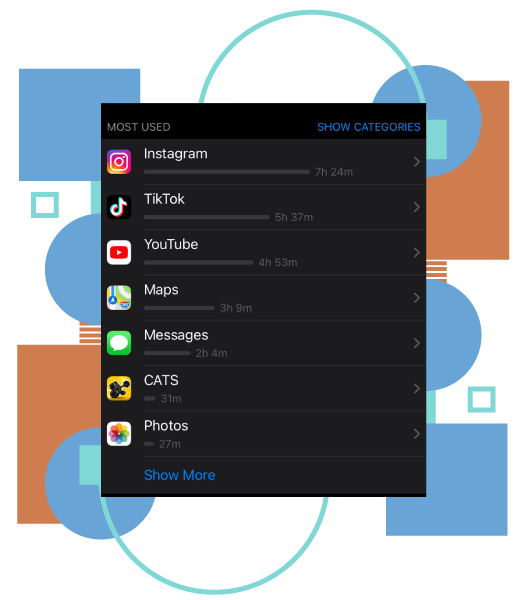 MOST USED SHOW CATEGORIES
Instagram
7h 24m
TikTok
5h 37m
YouTube
4h 53m
Maps
3h 9m
Messages
2h 4m
CATS
31m
Photos
27m
Show More